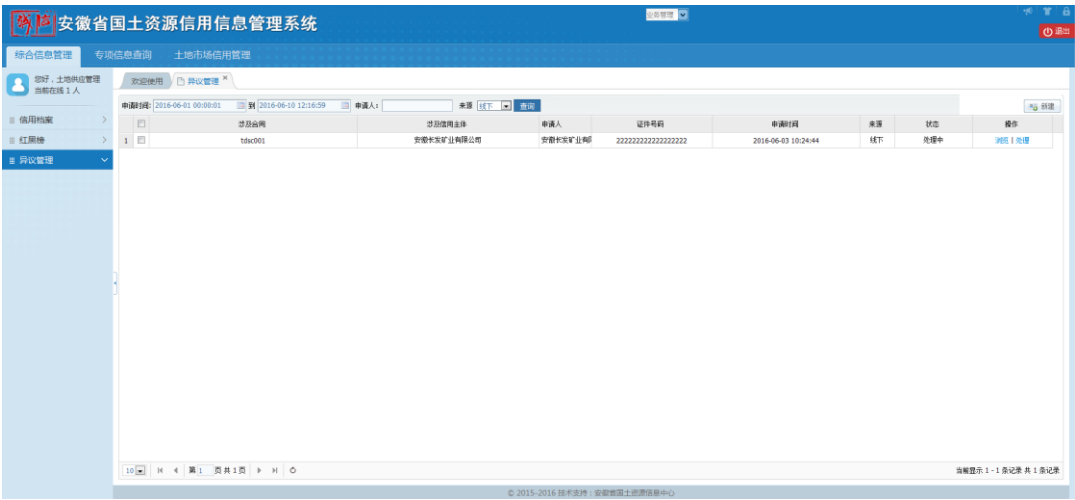 安徽省国土资源信用信息管理系统
业务管理
退出
综合信息管理 专项信息查询 土地市场信用管理
您好，土地供应管理
当前在线 1 人
欢迎使用 异议管理 ×
申请时间: 2016-06-01 00:00:01 到 2016-06-10 12:16:59 申请人: 来源 线下 查询 新建
信用档案
红黑榜
异议管理
涉及合同 涉及信用主体 申请人 证件号码 申请时间 来源 状态 操作
1 tdsc001 安徽长发矿业有限公司 安徽长发矿业有限 222222222222222222 2016-06-03 10:24:44 线下 处理中 浏览 | 处理
10 第 1 页 共 1 页 当前显示 1 - 1 条记录 共 1 条记录
© 2015-2016 技术支持：安徽省国土资源信息中心